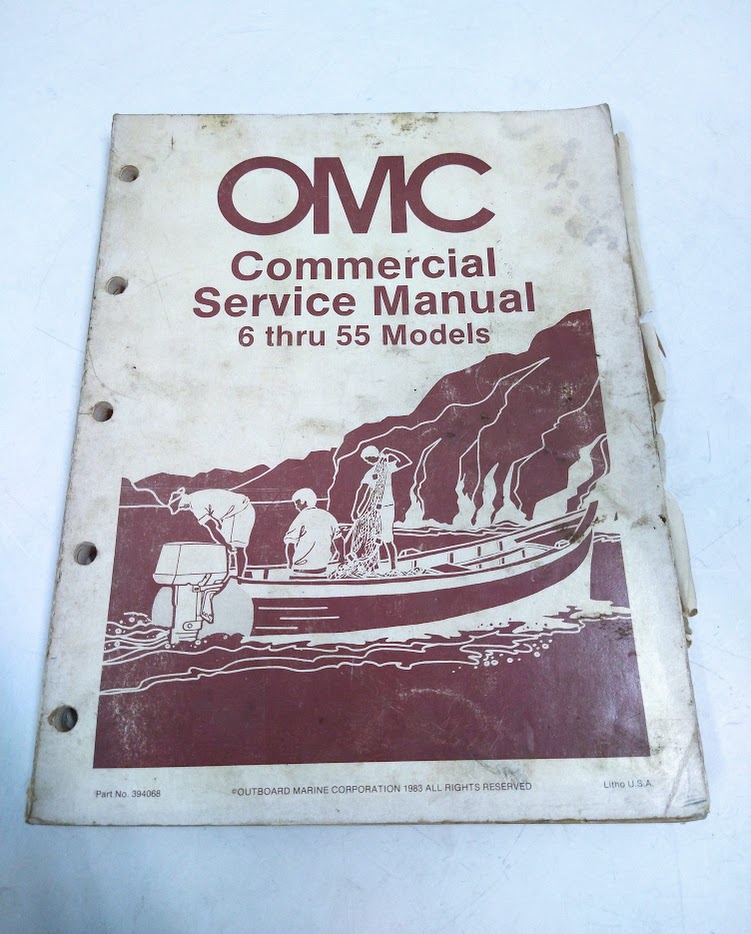 OMC
Commercial
Service Manual
6 thru 55 Models
Part No. 394068 ©OUTBOARD MARINE CORPORATION 1983 ALL RIGHTS RESERVED Litho U.S.A.